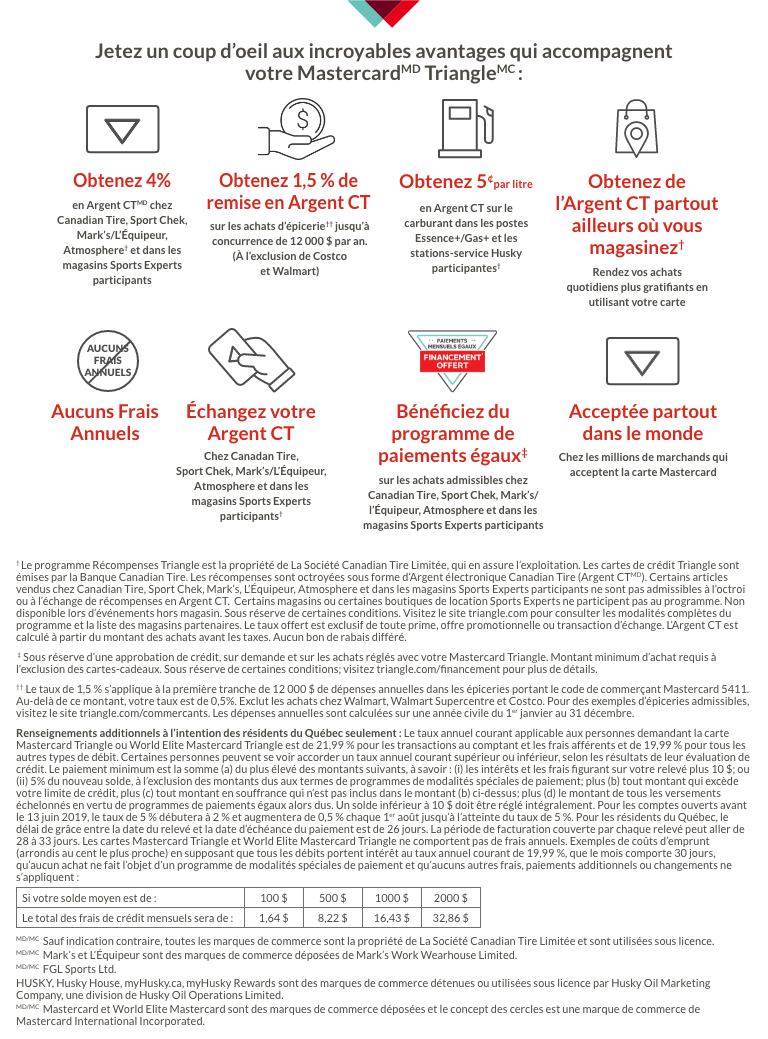 Jetez un coup d’oeil aux incroyables avantages qui accompagnent
votre Mastercardᴹᴰ Triangleᴹᶜ :
$
Obtenez 4%
en Argent CTᴹᴰ chez
Canadian Tire, Sport Chek,
Mark’s/L’Équipeur,
Atmosphere† et dans les
magasins Sports Experts
participants
Obtenez 1,5 % de
remise en Argent CT
sur les achats d’épicerie†† jusqu’à
concurrence de 12 000 $ par an.
(À l’exclusion de Costco
et Walmart)
Obtenez 5¢par litre
en Argent CT sur le
carburant dans les postes
Essence+/Gas+ et les
stations-service Husky
participantes†
Obtenez de
l’Argent CT partout
ailleurs où vous
magasinez†
Rendez vos achats
quotidiens plus gratifiants en
utilisant votre carte
AUCUNS
FRAIS
ANNUELS
Aucuns Frais
Annuels
Échangez votre
Argent CT
Chez Canadan Tire,
Sport Chek, Mark’s/L’Équipeur,
Atmosphere et dans les
magasins Sports Experts
participants†
PAIEMENTS
MENSUELS ÉGAUX
FINANCEMENT
OFFERT
Bénéficiez du
programme de
paiements égaux‡
sur les achats admissibles chez
Canadian Tire, Sport Chek, Mark’s/
l’Équipeur, Atmosphere et dans les
magasins Sports Experts participants
Acceptée partout
dans le monde
Chez les millions de marchands qui
acceptent la carte Mastercard
† Le programme Récompenses Triangle est la propriété de La Société Canadian Tire Limitée, qui en assure l’exploitation. Les cartes de crédit Triangle sont
émises par la Banque Canadian Tire. Les récompenses sont octroyées sous forme d’Argent électronique Canadian Tire (Argent CTᴹᴰ). Certains articles
vendus chez Canadian Tire, Sport Chek, Mark’s, L’Équipeur, Atmosphere et dans les magasins Sports Experts participants ne sont pas admissibles à l’octroi
ou à l’échange de récompenses en Argent CT. Certains magasins ou certaines boutiques de location Sports Experts ne participent pas au programme. Non
disponible lors d’événements hors magasin. Sous réserve de certaines conditions. Visitez le site triangle.com pour consulter les modalités complètes du
programme et la liste des magasins partenaires. Le taux offert est exclusif de toute prime, offre promotionnelle ou transaction d’échange. L’Argent CT est
calculé à partir du montant des achats avant les taxes. Aucun bon de rabais différé.
‡ Sous réserve d’une approbation de crédit, sur demande et sur les achats réglés avec votre Mastercard Triangle. Montant minimum d’achat requis à
l’exclusion des cartes-cadeaux. Sous réserve de certaines conditions; visitez triangle.com/financement pour plus de détails.
†† Le taux de 1,5 % s’applique à la première tranche de 12 000 $ de dépenses annuelles dans les épiceries portant le code de commerçant Mastercard 5411.
Au-delà de ce montant, votre taux est de 0,5%. Exclut les achats chez Walmart, Walmart Supercentre et Costco. Pour des exemples d’épiceries admissibles,
visitez le site triangle.com/commercants. Les dépenses annuelles sont calculées sur une année civile du 1ᵉʳ janvier au 31 décembre.
Renseignements additionnels à l’intention des résidents du Québec seulement : Le taux annuel courant applicable aux personnes demandant la carte
Mastercard Triangle ou World Elite Mastercard Triangle est de 21,99 % pour les transactions au comptant et les frais afférents et de 19,99 % pour tous les
autres types de débit. Certaines personnes peuvent se voir accorder un taux annuel courant supérieur ou inférieur, selon les résultats de leur évaluation de
crédit. Le paiement minimum est la somme (a) du plus élevé des montants suivants, à savoir : (i) les intérêts et les frais figurant sur votre relevé plus 10 $; ou
(ii) 5% du nouveau solde, à l’exclusion des montants dus aux termes de programmes de modalités spéciales de paiement; plus (b) tout montant qui excède
votre limite de crédit, plus (c) tout montant en souffrance qui n’est pas inclus dans le montant (b) ci-dessus; plus (d) le montant de tous les versements
échelonnés en vertu de programmes de paiements égaux alors dus. Un solde inférieur à 10 $ doit être réglé intégralement. Pour les comptes ouverts avant
le 13 juin 2019, le taux de 5 % débutera à 2 % et augmentera de 0,5 % chaque 1ᵉʳ août jusqu’à l’atteinte du taux de 5 %. Pour les résidents du Québec, le
délai de grâce entre la date du relevé et la date d’échéance du paiement est de 26 jours. La période de facturation couverte par chaque relevé peut aller de
28 à 33 jours. Les cartes Mastercard Triangle et World Elite Mastercard Triangle ne comportent pas de frais annuels. Exemples de coûts d’emprunt
(arrondis au cent le plus proche) en supposant que tous les débits portent intérêt au taux annuel courant de 19,99 %, que le mois comporte 30 jours,
qu’aucun achat ne fait l’objet d’un programme de modalités spéciales de paiement et qu’aucuns autres frais, paiements additionnels ou changements ne
s’appliquent :
Si votre solde moyen est de : 100 $ 500 $ 1000 $ 2000 $
Le total des frais de crédit mensuels sera de : 1,64 $ 8,22 $ 16,43 $ 32,86 $
MD/MC Sauf indication contraire, toutes les marques de commerce sont la propriété de La Société Canadian Tire Limitée et sont utilisées sous licence.
MD/MC Mark’s et L’Équipeur sont des marques de commerce déposées de Mark’s Work Wearhouse Limited.
MD/MC FGL Sports Ltd.
HUSKY, Husky House, myHusky.ca, myHusky Rewards sont des marques de commerce détenues ou utilisées sous licence par Husky Oil Marketing
Company, une division de Husky Oil Operations Limited.
MD/MC Mastercard et World Elite Mastercard sont des marques de commerce déposées et le concept des cercles est une marque de commerce de
Mastercard International Incorporated.